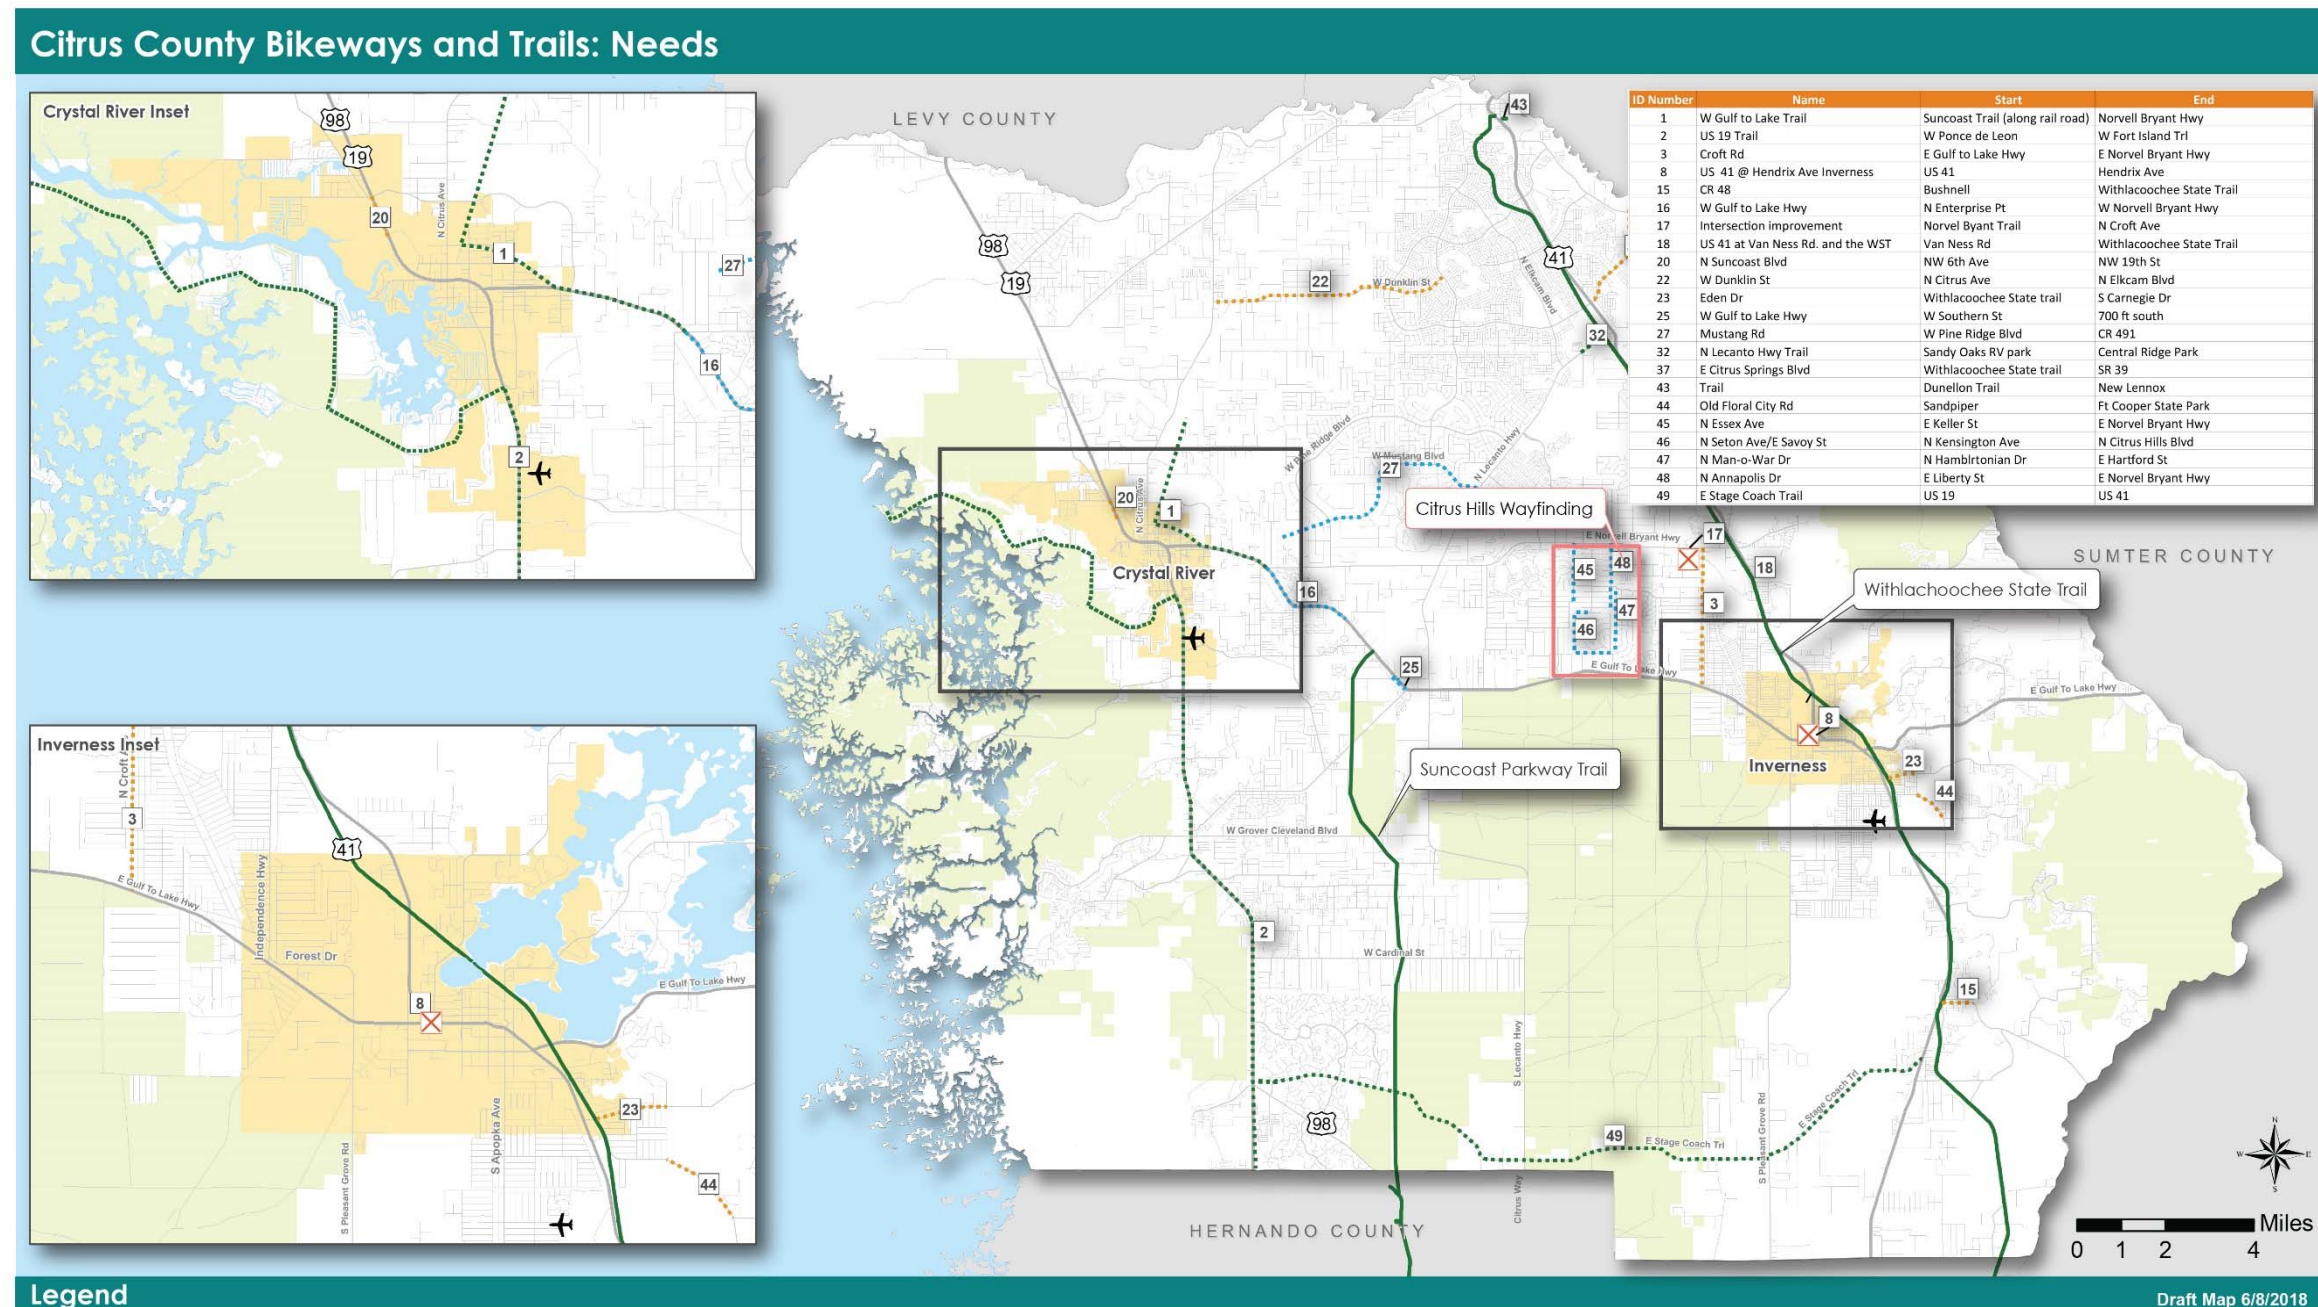 Citrus County Bikeways and Trails: Needs
Crystal River Inset
98
19
20
N Citrus Ave
1
27
16
2
Inverness Inset
N Croft
3
41
E Gulf To Lake Hwy
Independence Hwy
Forest Dr
8
E Gulf To Lake Hwy
S Apopka Ave
S Pleasant Grove Rd
23
44
LEVY COUNTY
43
98
19
22
W Dunklin St
N Elkcam Blvd
41
32
W Pine Ridge Blvd
W Mustang Blvd
27
N Lecanto Hwy
Citrus Hills Wayfinding
20
N Citrus Ave
1
Crystal River
16
E Norvell Bryant Hwy
45
48
47
46
17
3
18
SUMTER COUNTY
Withlachoochee State Trail
25
E Gulf To Lake Hwy
E Gulf To Lake Hwy
8
Inverness
23
44
Suncoast Parkway Trail
W Grover Cleveland Blvd
2
W Cardinal St
15
S Lecanto Hwy
98
49
E Stage Coach Trl
E Stage Coach Trl
S Pleasant Grove Rd
Citrus Way
HERNANDO COUNTY
N
W
E
S
Miles
0 1 2 4
ID Number Name Start End
1 W Gulf to Lake Trail Suncoast Trail (along rail road) Norvell Bryant Hwy
2 US 19 Trail W Ponce de Leon W Fort Island Trl
3 Croft Rd E Gulf to Lake Hwy E Norvel Bryant Hwy
8 US 41 @ Hendrix Ave Inverness US 41 Hendrix Ave
15 CR 48 Bushnell Withlacoochee State Trail
16 W Gulf to Lake Hwy N Enterprise Pt W Norvell Bryant Hwy
17 Intersection improvement Norvel Byant Trail N Croft Ave
18 US 41 at Van Ness Rd. and the WST Van Ness Rd Withlacoochee State Trail
20 N Suncoast Blvd NW 6th Ave NW 19th St
22 W Dunklin St N Citrus Ave N Elkcam Blvd
23 Eden Dr Withlacoochee State trail S Carnegie Dr
25 W Gulf to Lake Hwy W Southern St 700 ft south
27 Mustang Rd W Pine Ridge Blvd CR 491
32 N Lecanto Hwy Trail Sandy Oaks RV park Central Ridge Park
37 E Citrus Springs Blvd Withlacoochee State trail SR 39
43 Trail Dunellon Trail New Lennox
44 Old Floral City Rd Sandpiper Ft Cooper State Park
45 N Essex Ave E Keller St E Norvel Bryant Hwy
46 N Seton Ave/E Savoy St N Kensington Ave N Citrus Hills Blvd
47 N Man-o-War Dr N Hamblrtonian Dr E Hartford St
48 N Annapolis Dr E Liberty St E Norvel Bryant Hwy
49 E Stage Coach Trail US 19 US 41
Legend
Draft Map 6/8/2018